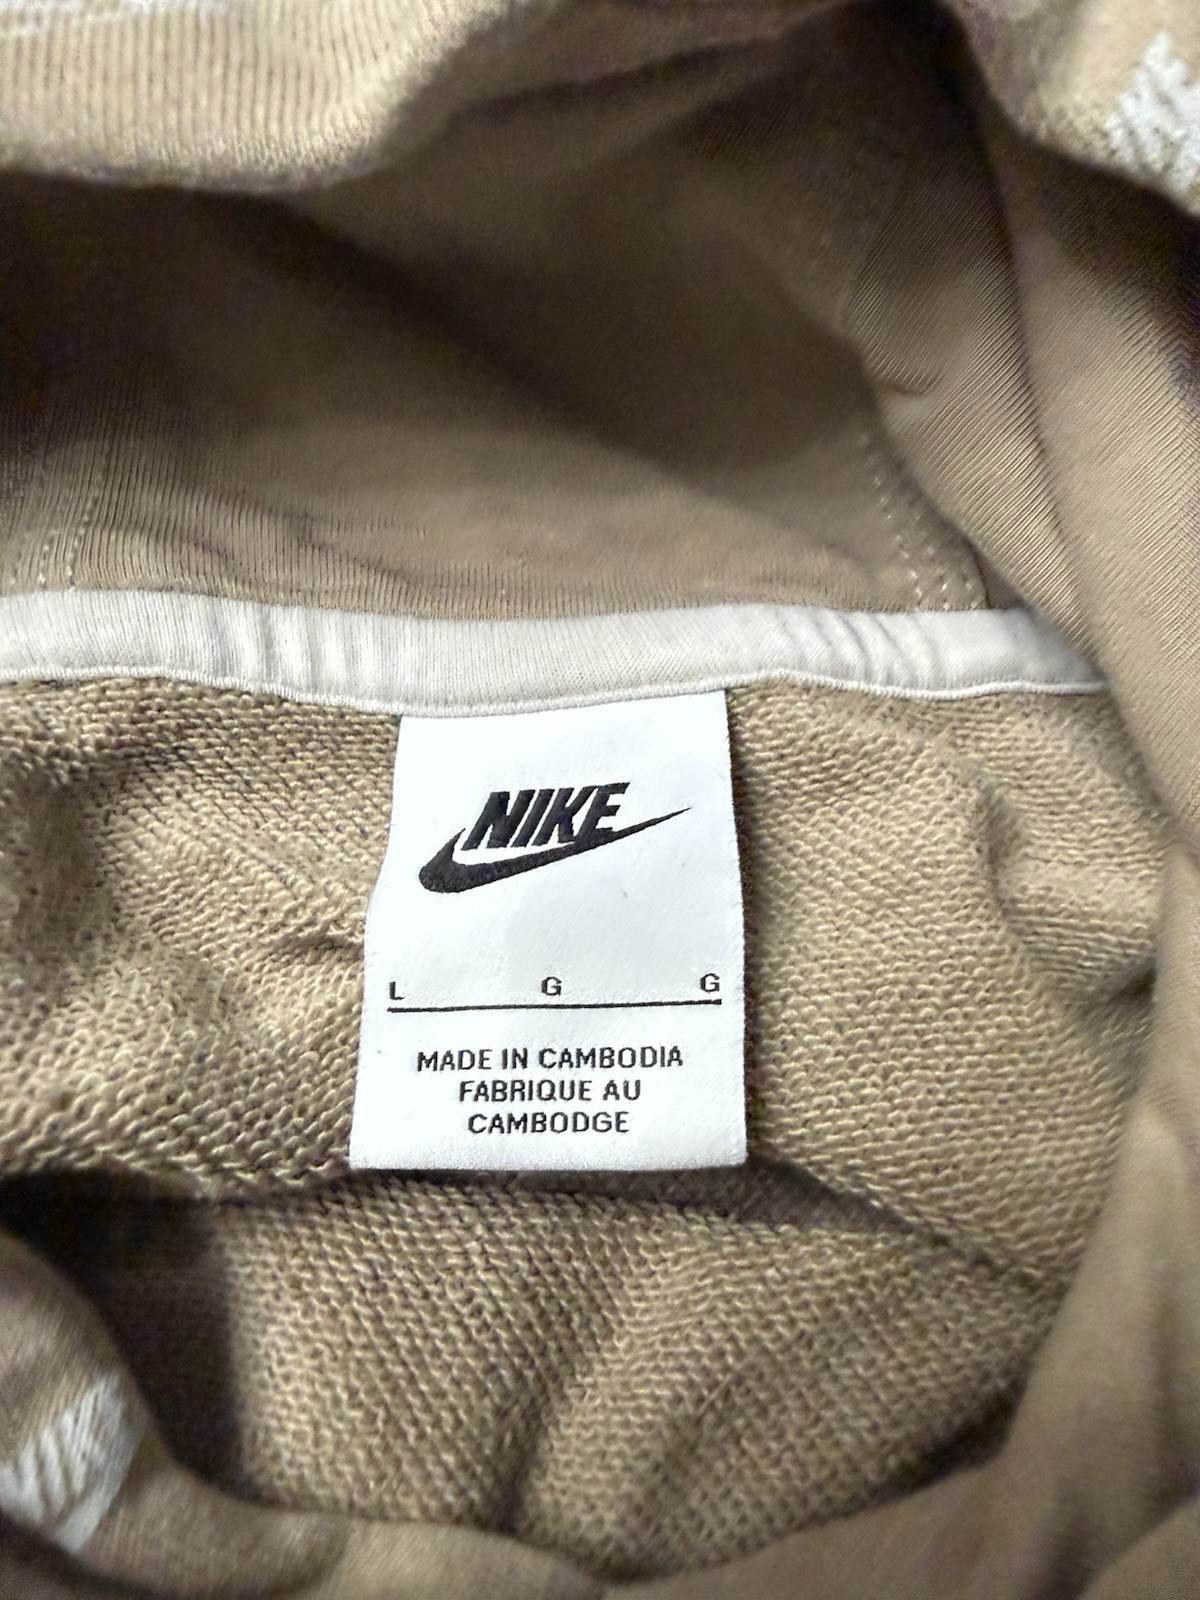 NIKE
L G G
MADE IN CAMBODIA
FABRIQUE AU
CAMBODGE